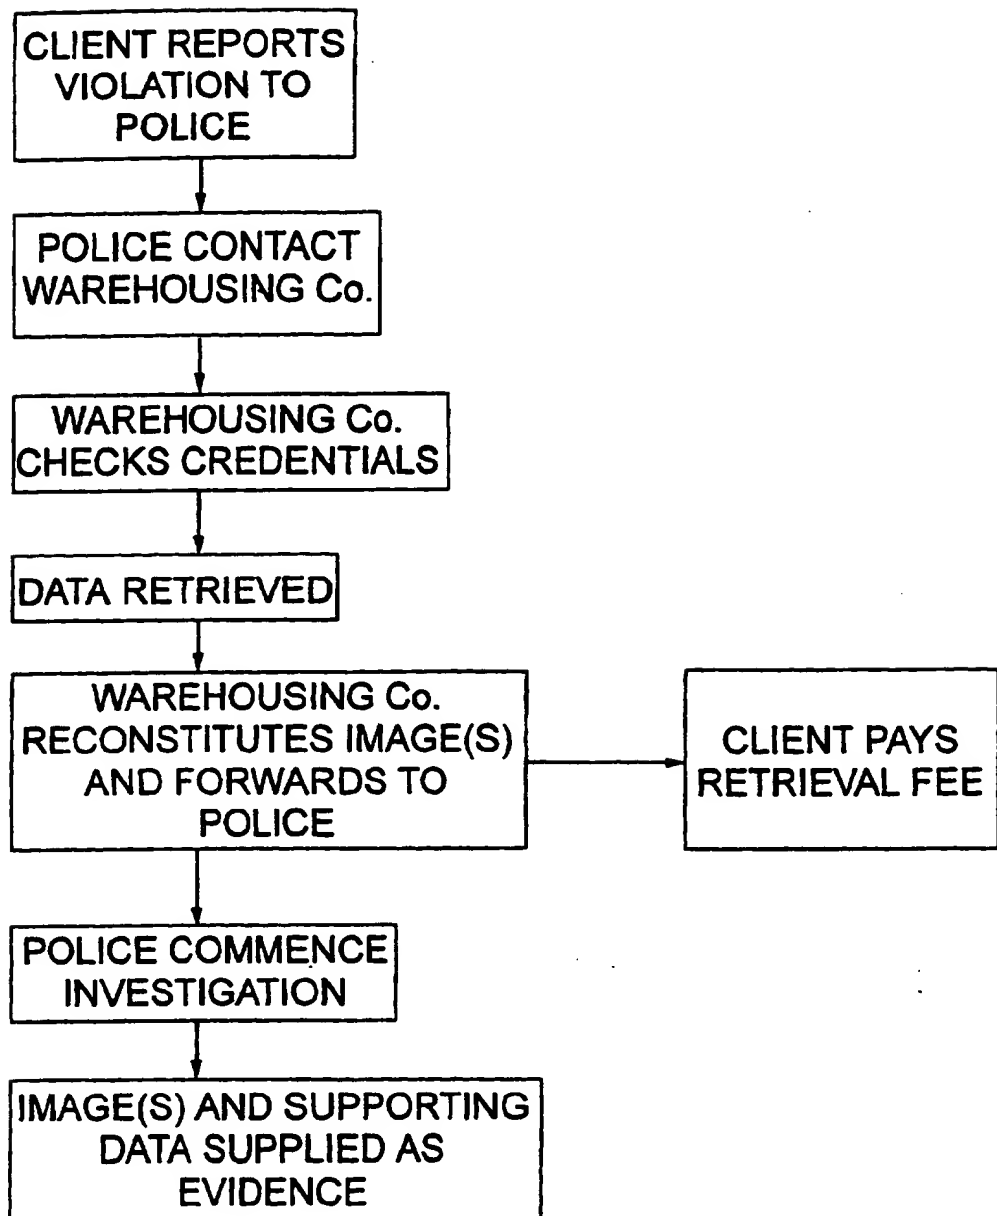 CLIENT REPORTS
VIOLATION TO
POLICE
POLICE CONTACT
WAREHOUSING Co.
WAREHOUSING Co.
CHECKS CREDENTIALS
DATA RETRIEVED
WAREHOUSING Co.
RECONSTITUTES IMAGE(S)
AND FORWARDS TO
POLICE
CLIENT PAYS
RETRIEVAL FEE
POLICE COMMENCE
INVESTIGATION
IMAGE(S) AND SUPPORTING
DATA SUPPLIED AS
EVIDENCE